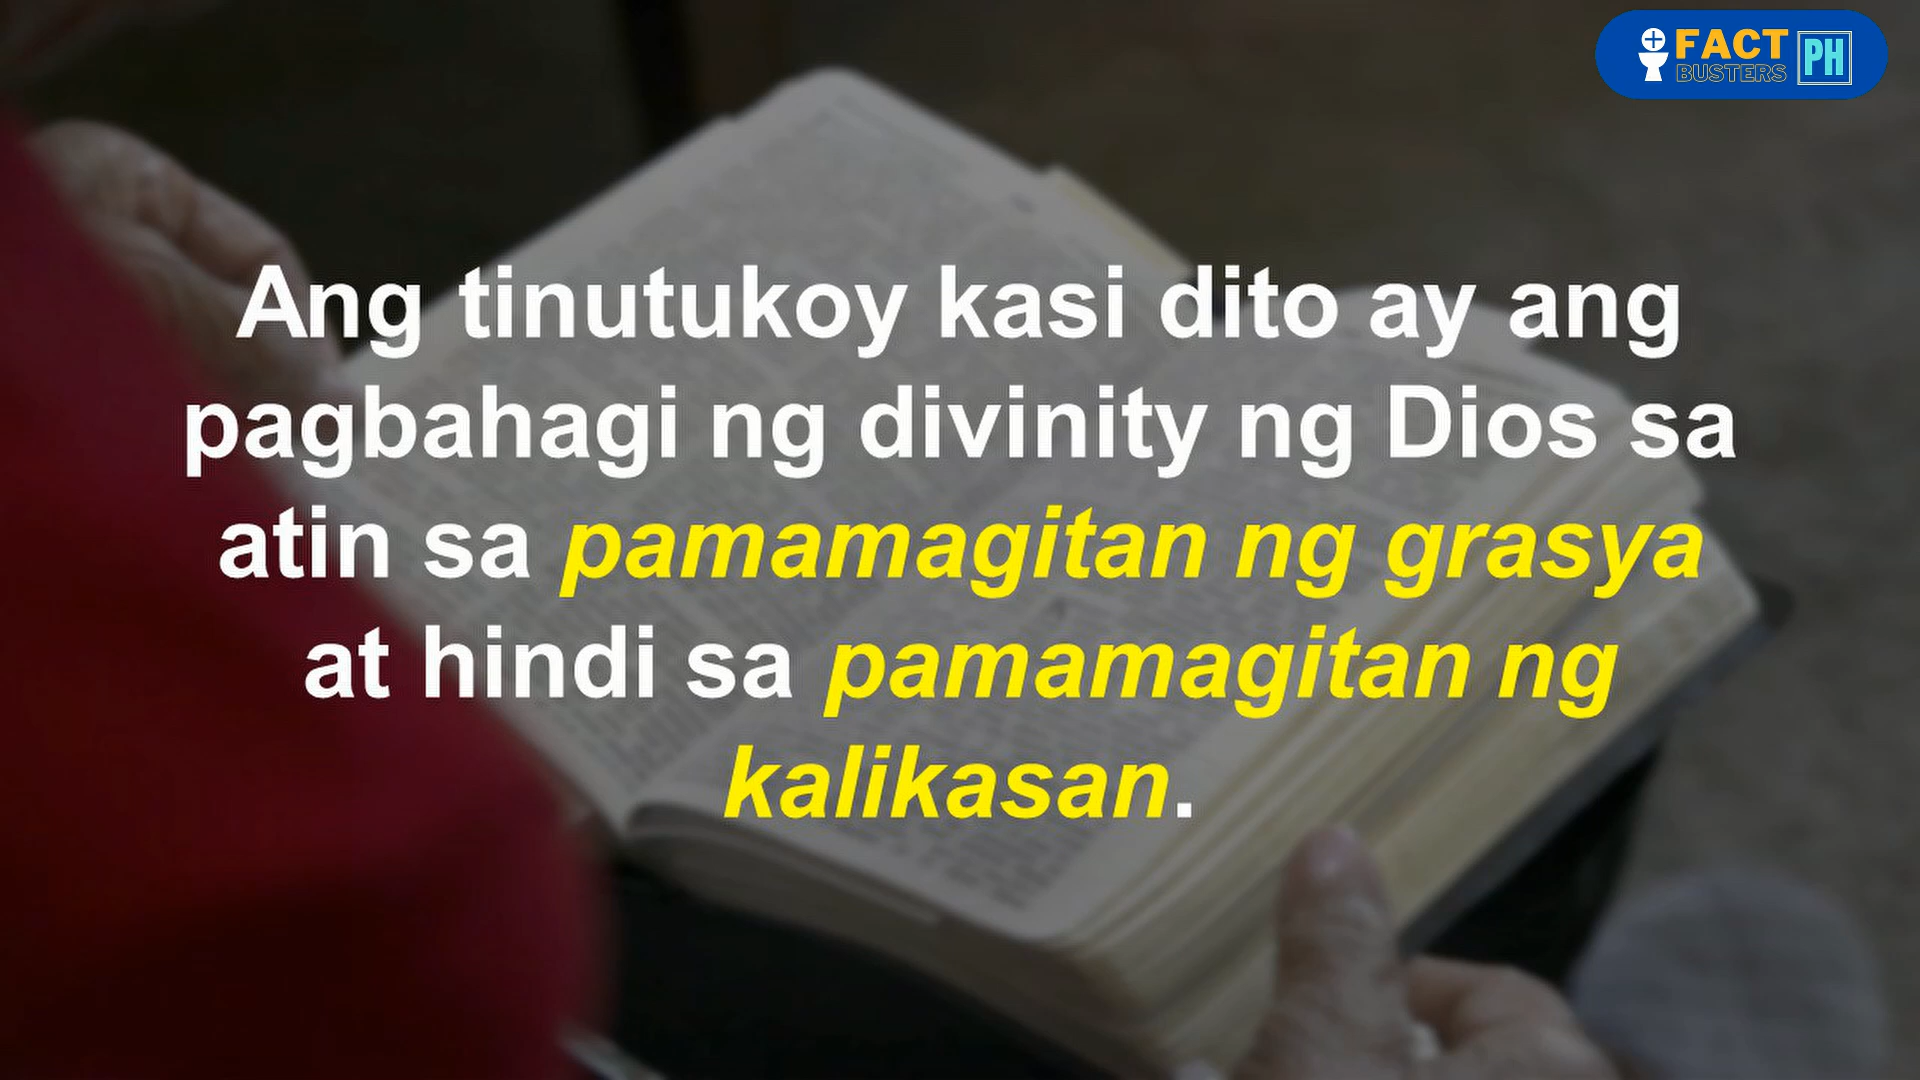 FACT
BUSTERS
PH
Ang tinutukoy kasi dito ay ang
pagbahagi ng divinity ng Dios sa
atin sa pamamagitan ng grasya
at hindi sa pamamagitan ng
kalikasan.